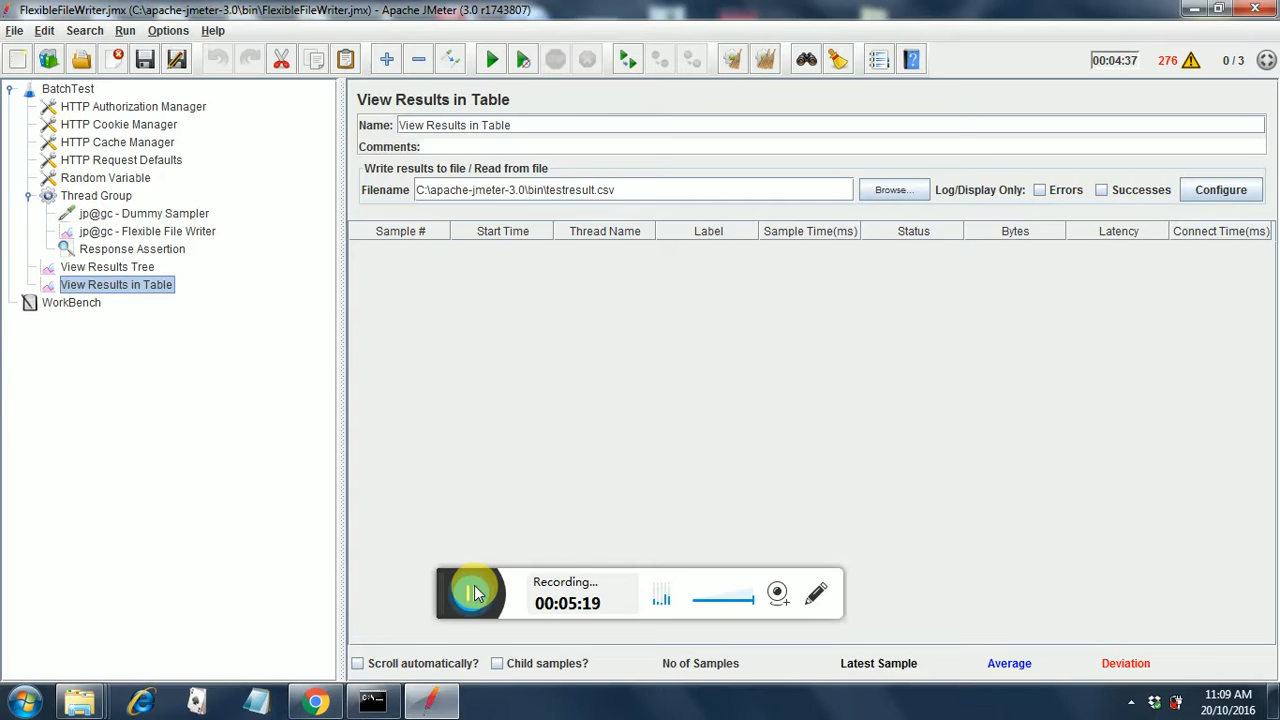 FlexibleFileWriter.jmx (C:\apache-jmeter-3.0\bin\FlexibleFileWriter.jmx) - Apache JMeter (3.0 r1743807)
File Edit Search Run Options Help
00:04:37 276 0 / 3
BatchTest
HTTP Authorization Manager
HTTP Cookie Manager
HTTP Cache Manager
HTTP Request Defaults
Random Variable
Thread Group
jp@gc - Dummy Sampler
jp@gc - Flexible File Writer
Response Assertion
View Results Tree
View Results in Table
WorkBench
View Results in Table
Name: View Results in Table
Comments:
Write results to file / Read from file
Filename C:\apache-jmeter-3.0\bin\testresult.csv Browse... Log/Display Only: Errors Successes Configure
Sample # Start Time Thread Name Label Sample Time(ms) Status Bytes Latency Connect Time(ms)
Recording...
00:05:19
Scroll automatically? Child samples? No of Samples Latest Sample Average Deviation
11:09 AM
20/10/2016